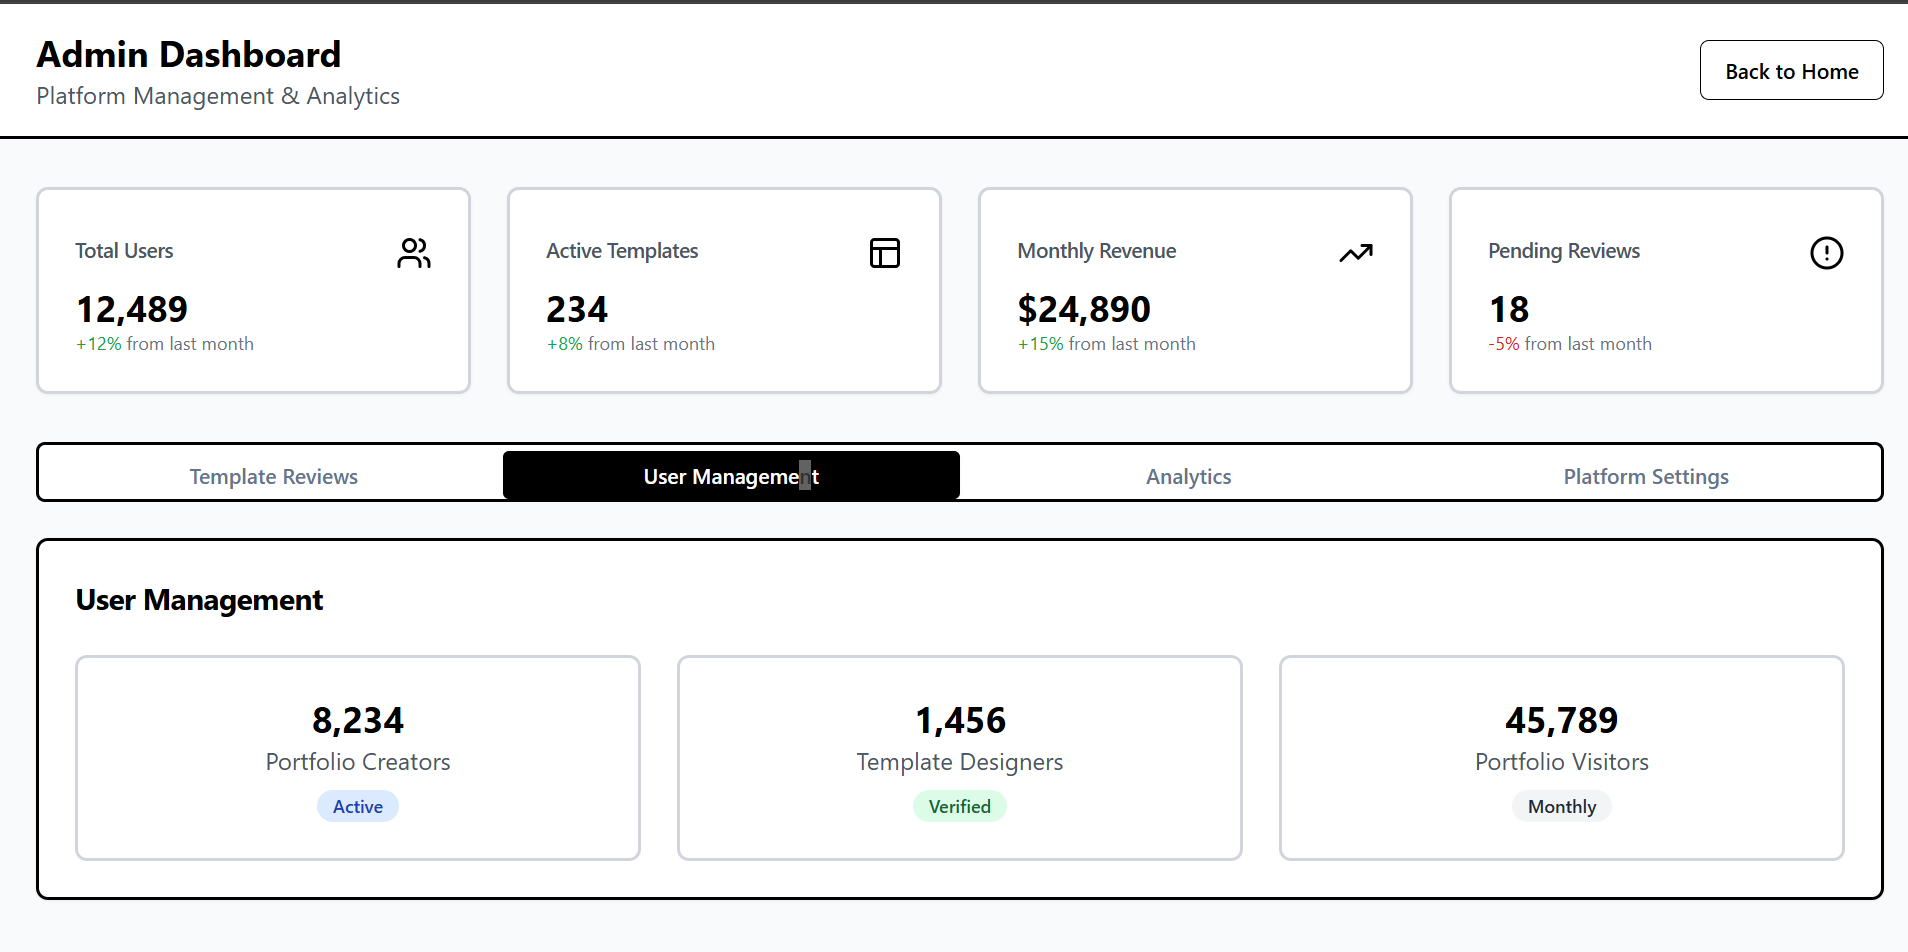 Admin Dashboard
Platform Management & Analytics
Back to Home
Total Users
12,489
+12% from last month
Active Templates
234
+8% from last month
Monthly Revenue
$24,890
+15% from last month
Pending Reviews
18
-5% from last month
Template Reviews
User Management
Analytics
Platform Settings
User Management
8,234
Portfolio Creators
Active
1,456
Template Designers
Verified
45,789
Portfolio Visitors
Monthly